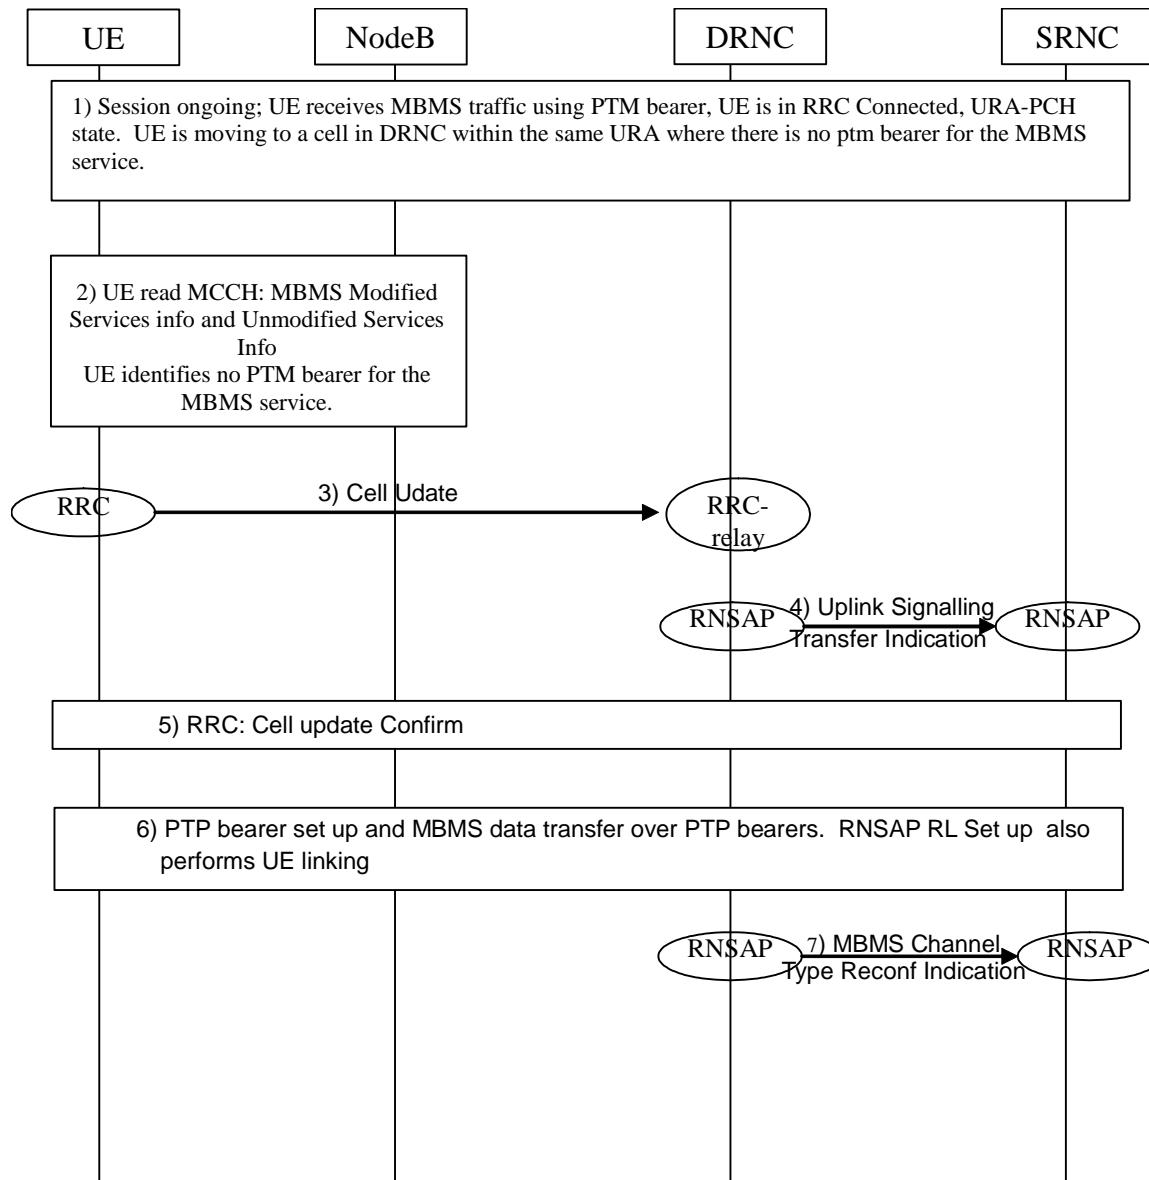 UE
NodeB
DRNC
SRNC
1) Session ongoing; UE receives MBMS traffic using PTM bearer, UE is in RRC Connected, URA-PCH
state.  UE is moving to a cell in DRNC within the same URA where there is no ptm bearer for the MBMS
service.
2) UE read MCCH: MBMS Modified
Services info and Unmodified Services
Info
UE identifies no PTM bearer for the
MBMS service.
RRC
3) Cell Udate
RRC-
relay
RNSAP
4) Uplink Signalling
Transfer Indication
RNSAP
5) RRC: Cell update Confirm
6) PTP bearer set up and MBMS data transfer over PTP bearers.  RNSAP RL Set up  also
performs UE linking
RNSAP
7) MBMS Channel
Type Reconf Indication
RNSAP